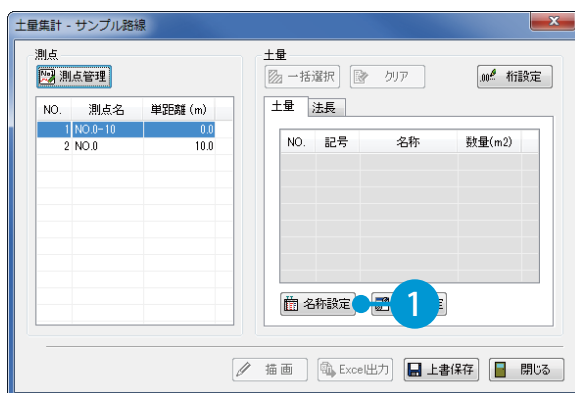 土量集計 - サンプル路線
測点
測点管理
NO. 測点名 単距離 (m)
1 NO.0-10 0.0
2 NO.0 10.0
土量
一括選択 クリア .00 桁設定
土量 法長
NO. 記号 名称 数量(m2)
名称設定 1
描画 Excel出力 上書保存 閉じる